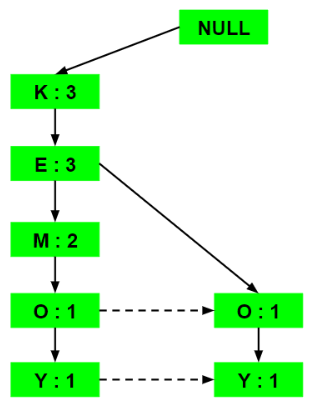 NULL
K : 3
E : 3
M : 2
O : 1
O : 1
Y : 1
Y : 1